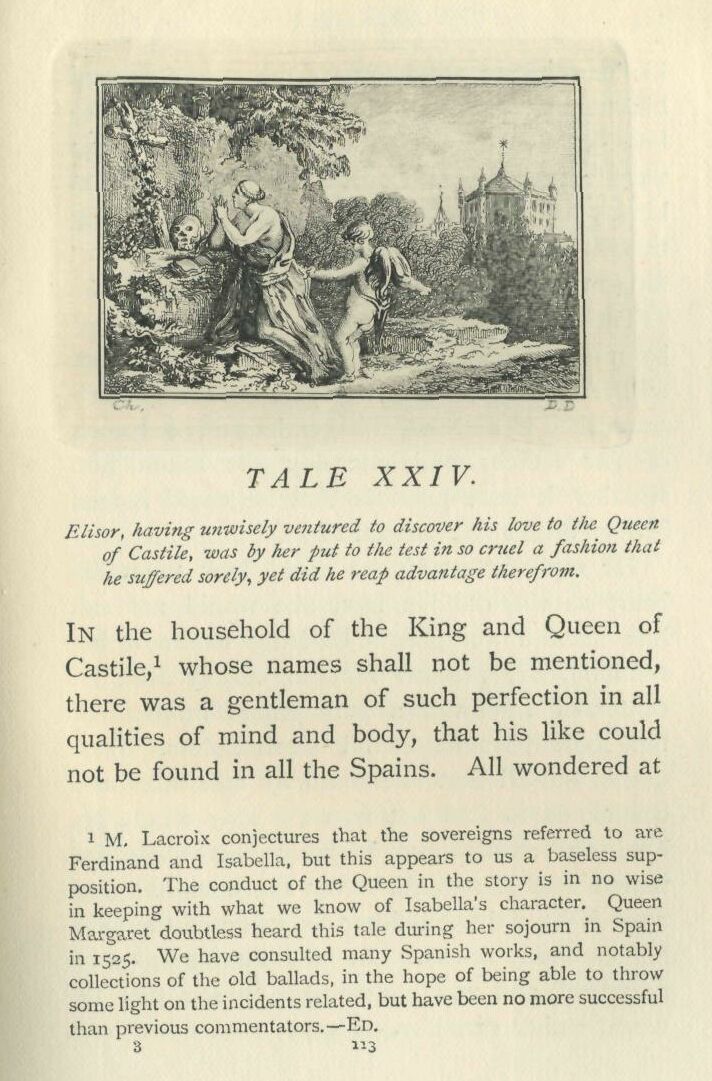 Ch.
D. D
TALE XXIV.
Elisor, having unwisely ventured to discover his love to the Queen
of Castile, was by her put to the test in so cruel a fashion that
he suffered sorely, yet did he reap advantage therefrom.
IN the household of the King and Queen of
Castile,¹ whose names shall not be mentioned,
there was a gentleman of such perfection in all
qualities of mind and body, that his like could
not be found in all the Spains. All wondered at
¹ M. Lacroix conjectures that the sovereigns referred to are
Ferdinand and Isabella, but this appears to us a baseless sup-
position. The conduct of the Queen in the story is in no wise
in keeping with what we know of Isabella's character. Queen
Margaret doubtless heard this tale during her sojourn in Spain
in 1525. We have consulted many Spanish works, and notably
collections of the old ballads, in the hope of being able to throw
some light on the incidents related, but have been no more successful
than previous commentators.—ED.
3 113